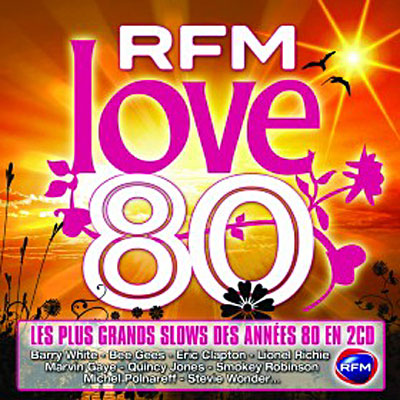 RFM
love
80
LES PLUS GRANDS SLOWS DES ANNÉES 80 EN 2CD
Barry White - Bee Gees - Eric Clapton - Lionel Richie
Marvin Gaye - Quincy Jones - Smokey Robinson
Michel Polnareff - Stevie Wonder...
RFM